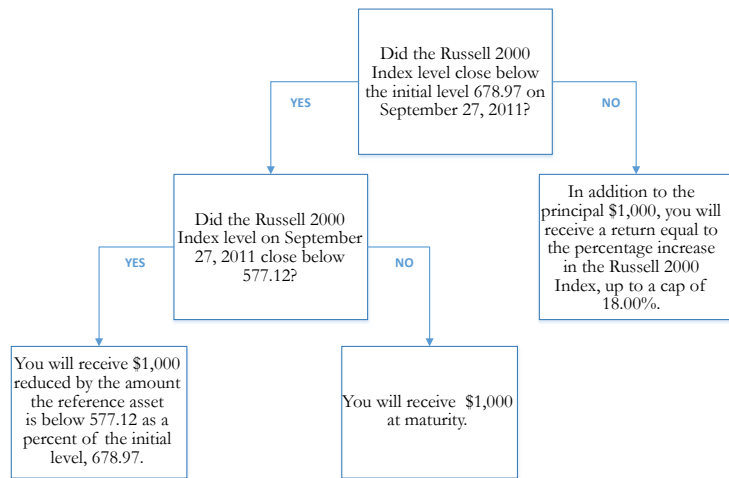 Did the Russell 2000
Index level close below
the initial level 678.97 on
September 27, 2011?
YES
NO
Did the Russell 2000
Index level on September
27, 2011 close below
577.12?
In addition to the
principal $1,000, you will
receive a return equal to
the percentage increase
in the Russell 2000
Index, up to a cap of
18.00%.
YES
NO
You will receive $1,000
reduced by the amount
the reference asset
is below 577.12 as a
percent of the initial
level, 678.97.
You will receive $1,000
at maturity.